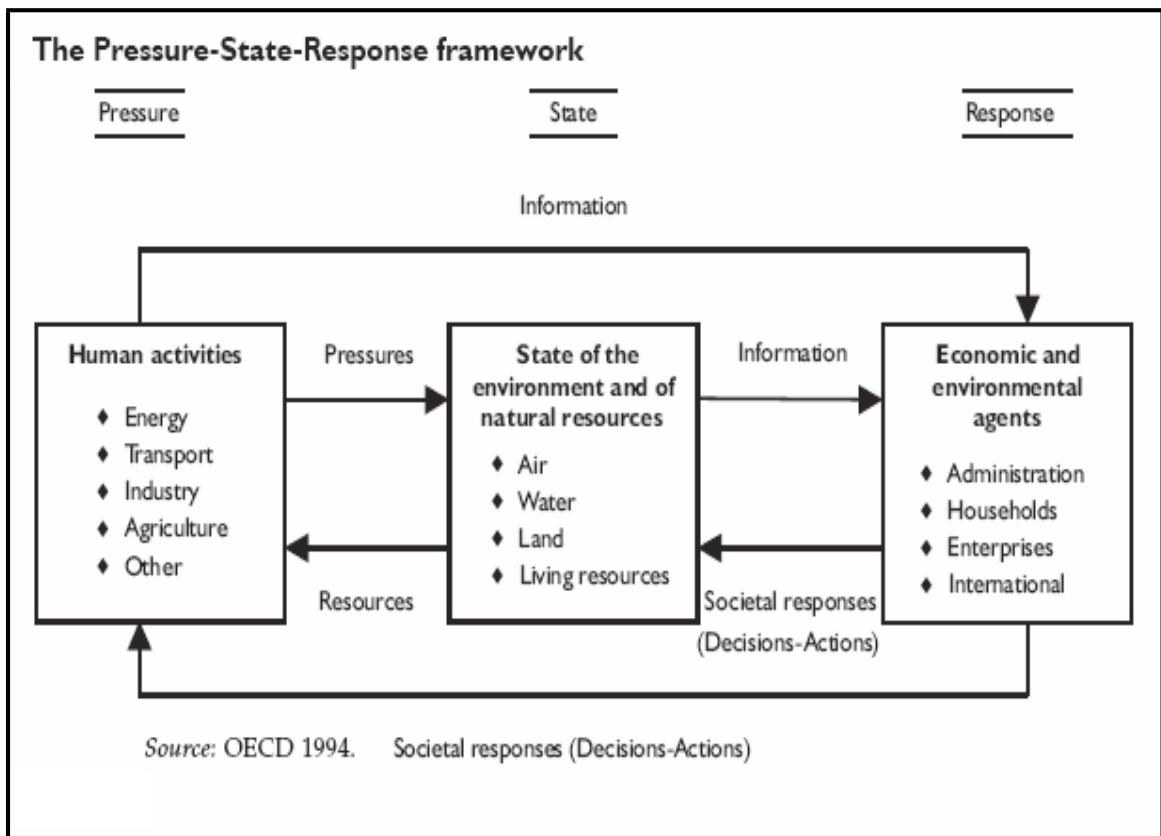 The Pressure-State-Response framework
Pressure
State
Response
Information
Human activities
♦ Energy
♦ Transport
♦ Industry
♦ Agriculture
♦ Other
Pressures
Resources
State of the
environment and of
natural resources
♦ Air
♦ Water
♦ Land
♦ Living resources
Information
Societal responses
(Decisions-Actions)
Economic and
environmental
agents
♦ Administration
♦ Households
♦ Enterprises
♦ International
Source: OECD 1994.
Societal responses (Decisions-Actions)